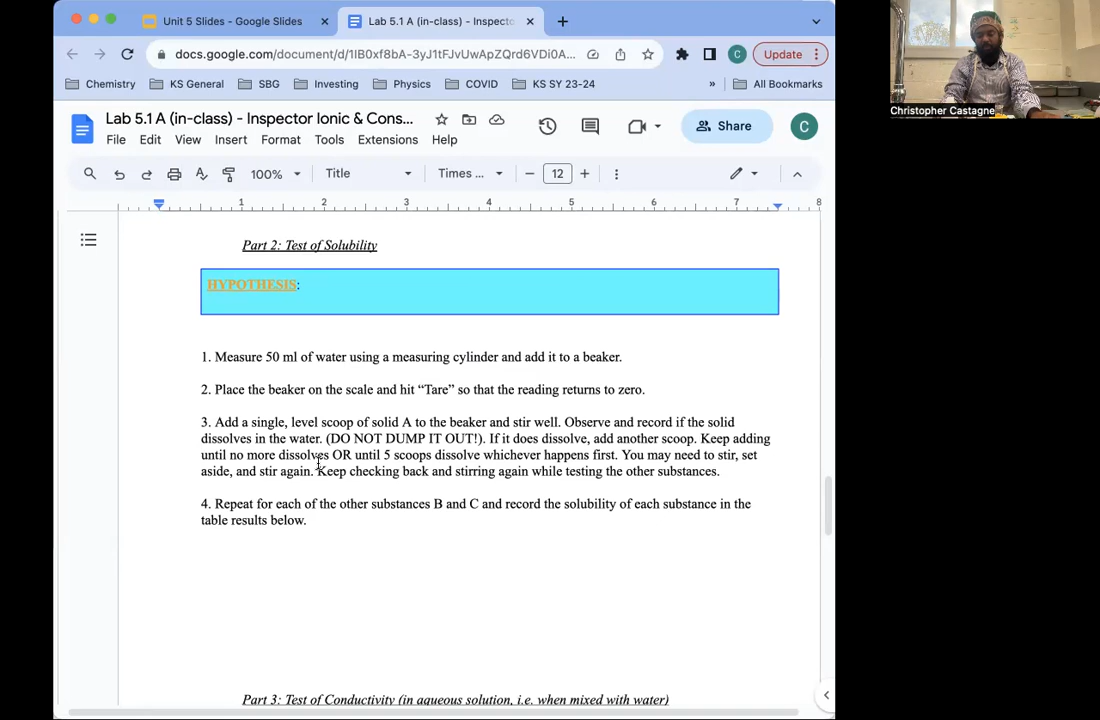 Unit 5 Slides - Google Slides
Lab 5.1 A (in-class) - Inspecto
docs.google.com/document/d/1IB0xf8bA-3yJ1tFJvUwApZQrd6VDi0A...
Update
Chemistry KS General SBG Investing Physics COVID KS SY 23-24 » All Bookmarks
Lab 5.1 A (in-class) - Inspector Ionic & Cons...
Share
C
File Edit View Insert Format Tools Extensions Help
100% Title Times ... 12
1 2 3 4 5 6 7 8
Part 2: Test of Solubility
HYPOTHESIS:
1. Measure 50 ml of water using a measuring cylinder and add it to a beaker.
2. Place the beaker on the scale and hit “Tare” so that the reading returns to zero.
3. Add a single, level scoop of solid A to the beaker and stir well. Observe and record if the solid
dissolves in the water. (DO NOT DUMP IT OUT!). If it does dissolve, add another scoop. Keep adding
until no more dissolves OR until 5 scoops dissolve whichever happens first. You may need to stir, set
aside, and stir again. Keep checking back and stirring again while testing the other substances.
4. Repeat for each of the other substances B and C and record the solubility of each substance in the
table results below.
Part 3: Test of Conductivity (in aqueous solution, i.e. when mixed with water)
Christopher Castagne